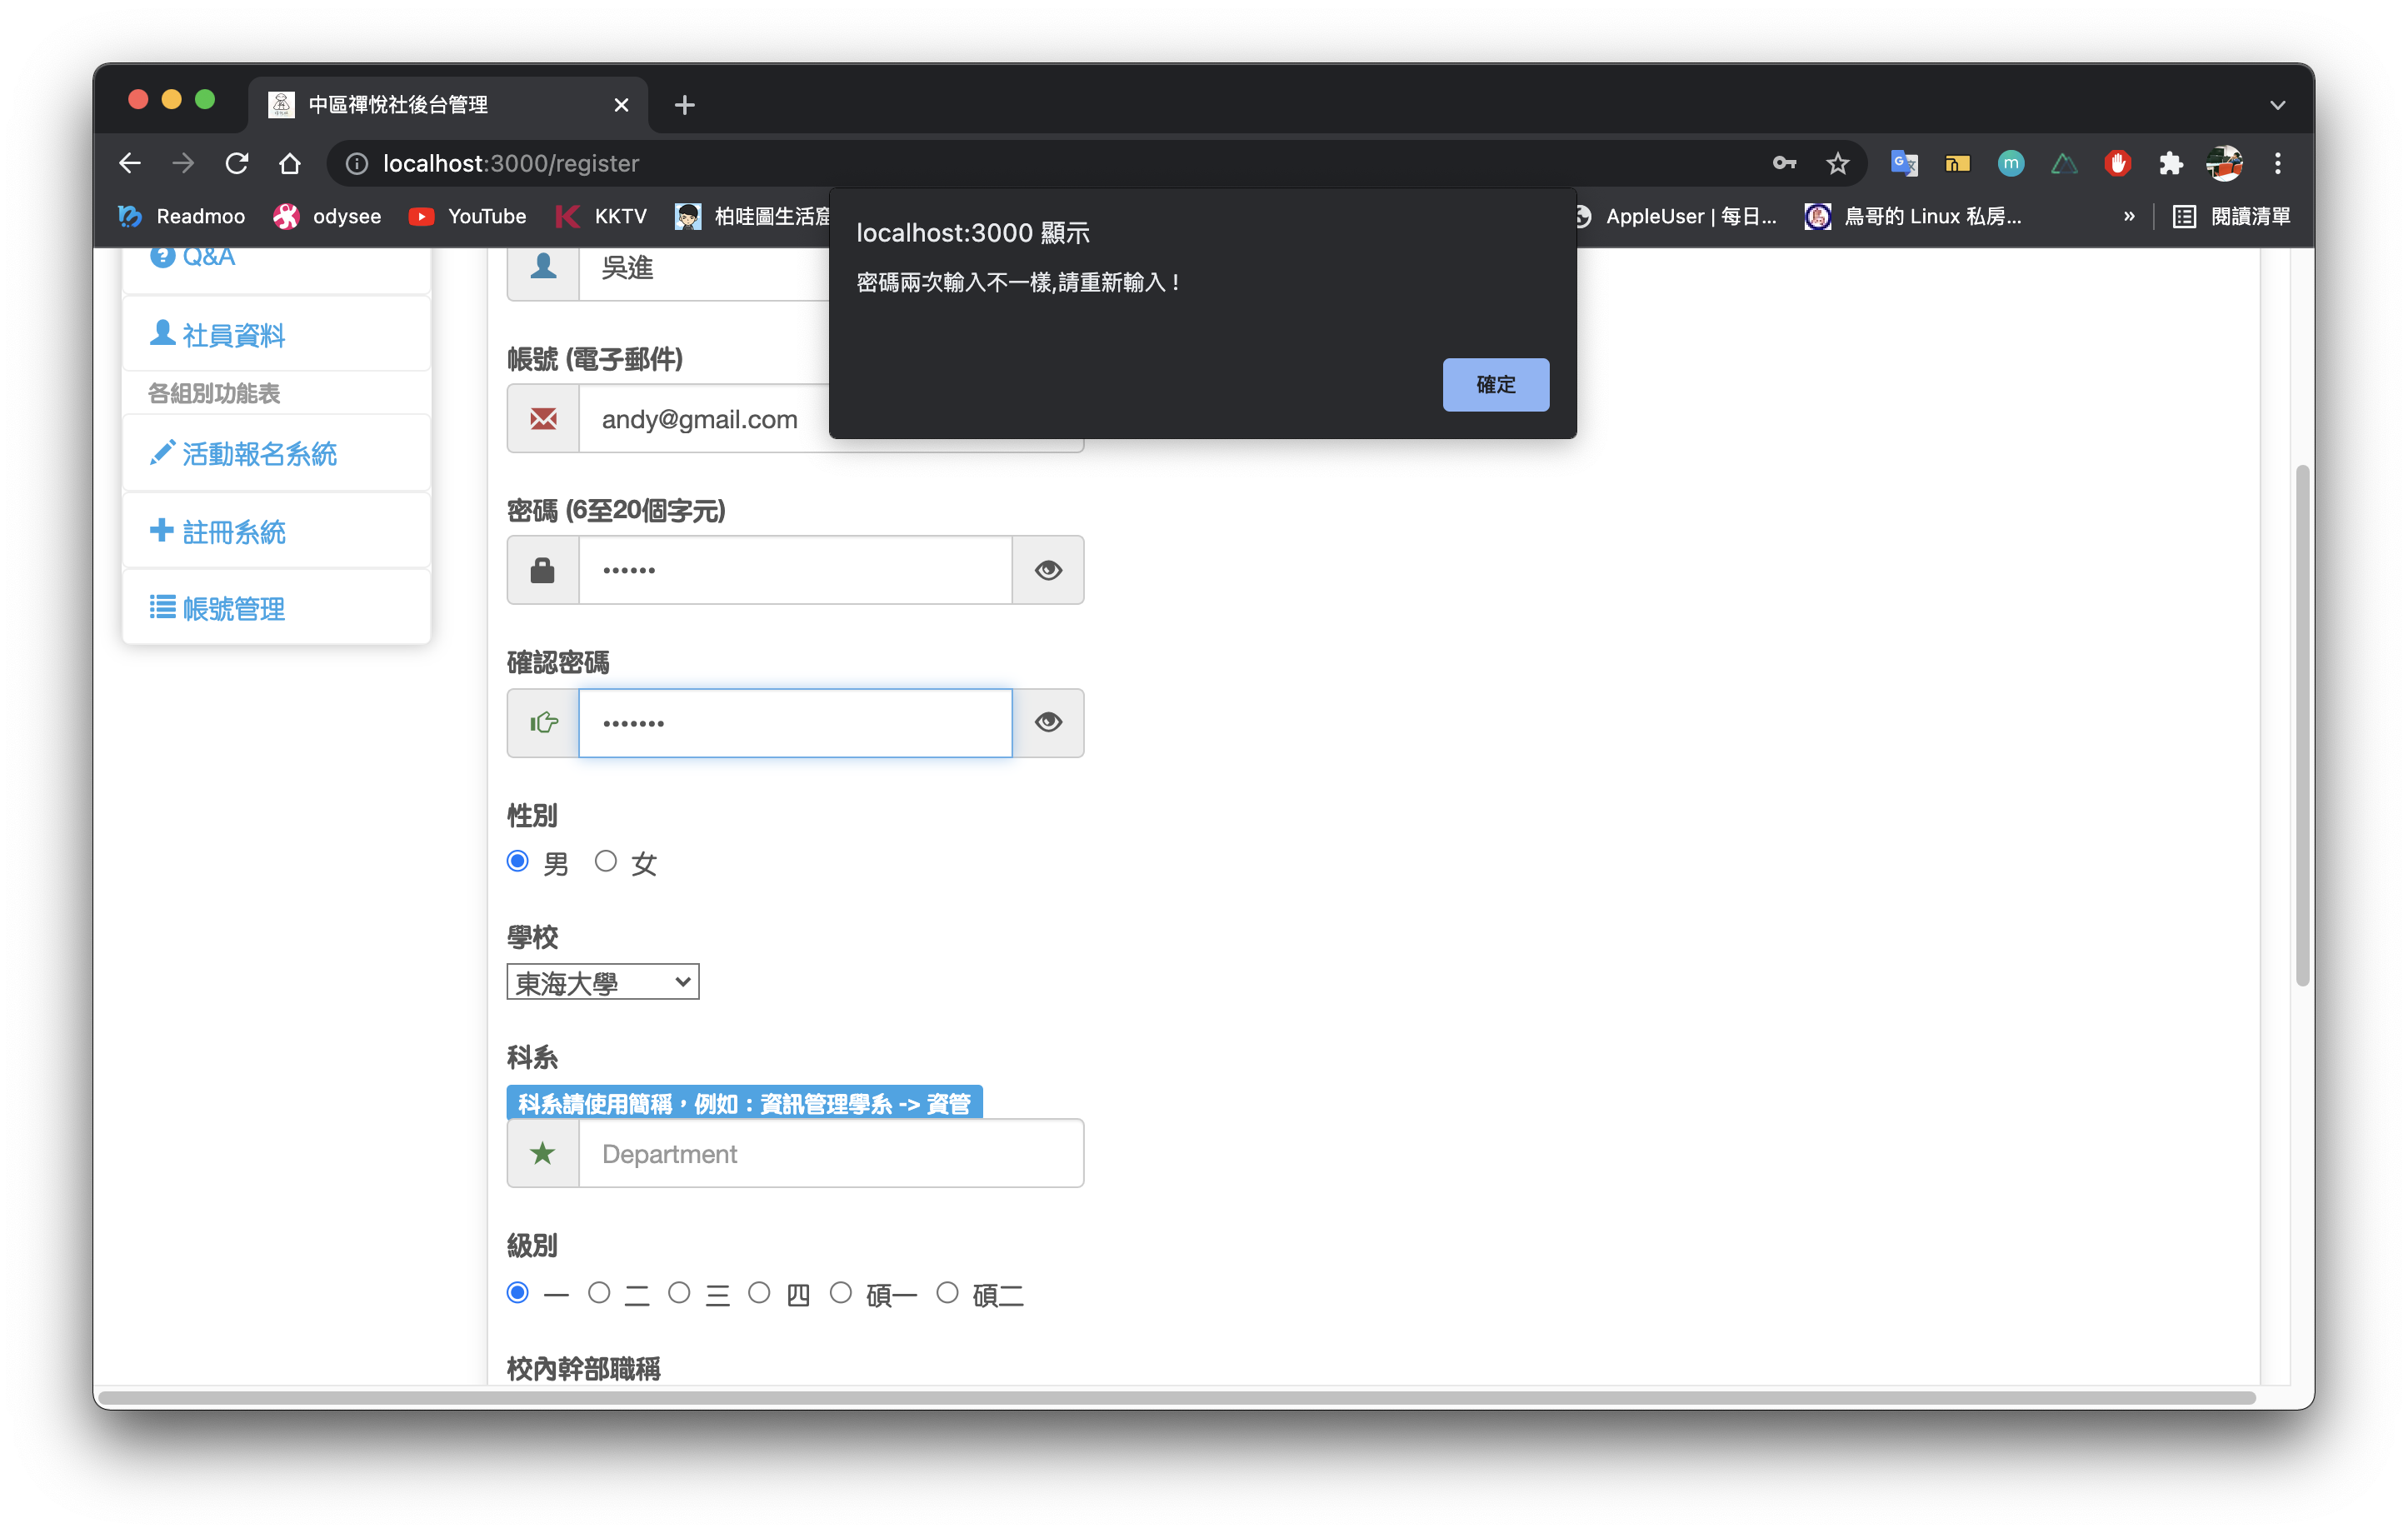 中區禪悅社後台管理
localhost:3000/register
Readmoo odysee YouTube KKTV 柏哇圖生活窟 AppleUser | 每日... 鳥哥的 Linux 私房... » 閱讀清單
localhost:3000 顯示
密碼兩次輸入不一樣,請重新輸入！
確定
Q&A
社員資料
各組別功能表
活動報名系統
註冊系統
帳號管理
吳進
帳號 (電子郵件)
andy@gmail.com
密碼 (6至20個字元)
••••••
確認密碼
•••••••
性別
男 女
學校
東海大學
科系
科系請使用簡稱，例如：資訊管理學系 -> 資管
Department
級別
一 二 三 四 碩一 碩二
校內幹部職稱